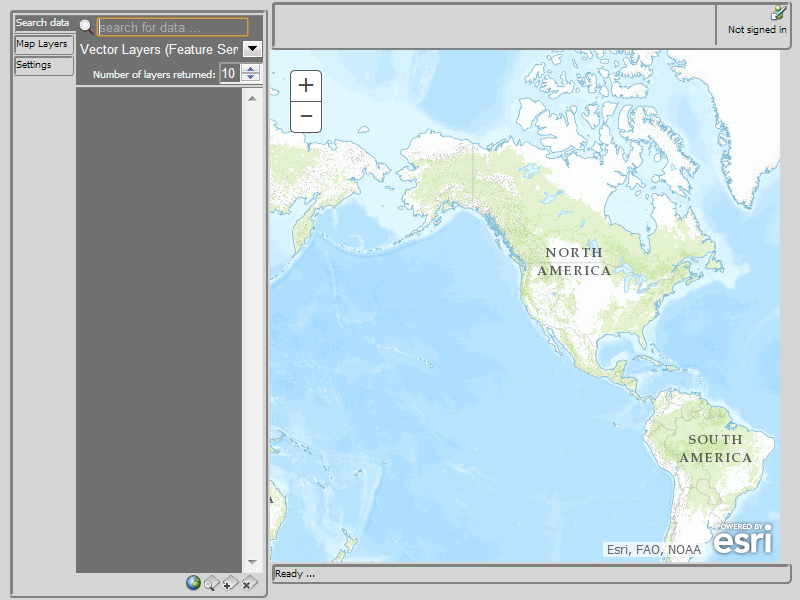 Search data
Map Layers
Settings
search for data ...
Vector Layers (Feature Ser
Number of layers returned: 10
Not signed in
+
−
NORTH
AMERICA
SOUTH
AMERICA
POWERED BY
esri
Esri, FAO, NOAA
Ready ...